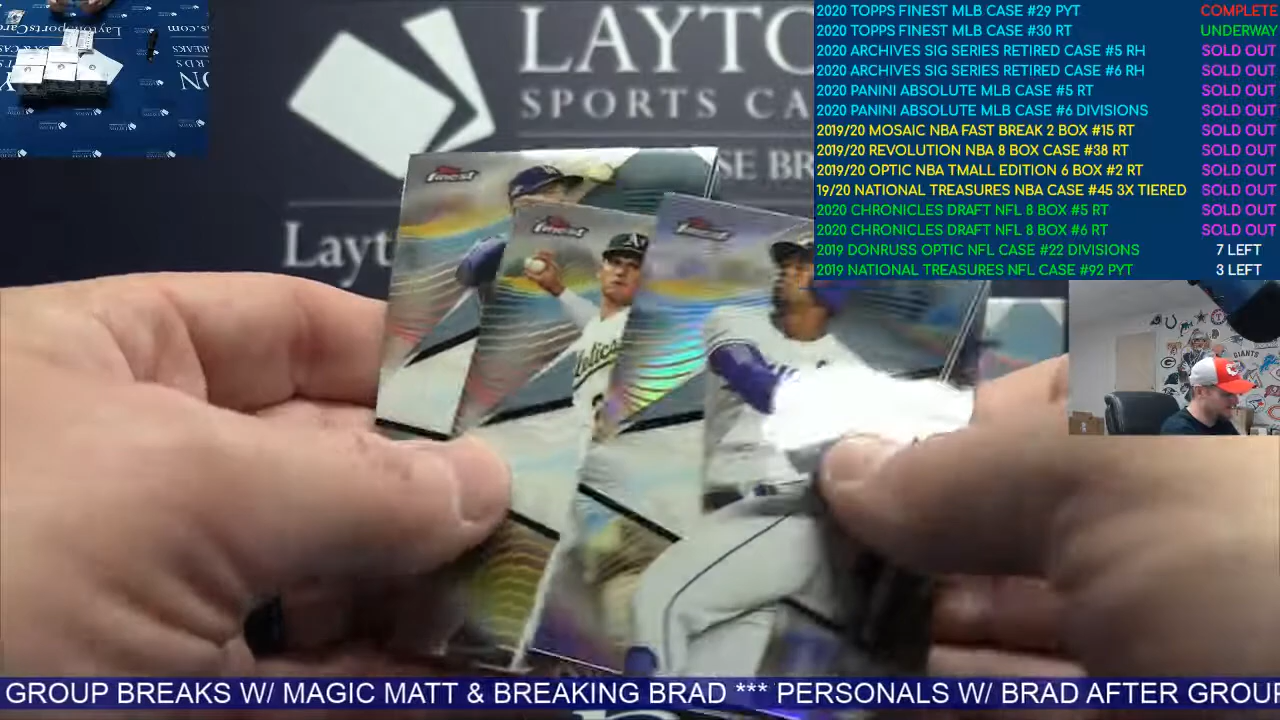 2020 TOPPS FINEST MLB CASE #29 PYT COMPLETE
2020 TOPPS FINEST MLB CASE #30 RT UNDERWAY
2020 ARCHIVES SIG SERIES RETIRED CASE #5 RH SOLD OUT
2020 ARCHIVES SIG SERIES RETIRED CASE #6 RH SOLD OUT
2020 PANINI ABSOLUTE MLB CASE #5 RT SOLD OUT
2020 PANINI ABSOLUTE MLB CASE #6 DIVISIONS SOLD OUT
2019/20 MOSAIC NBA FAST BREAK 2 BOX #15 RT SOLD OUT
2019/20 REVOLUTION NBA 8 BOX CASE #38 RT SOLD OUT
2019/20 OPTIC NBA TMALL EDITION 6 BOX #2 RT SOLD OUT
19/20 NATIONAL TREASURES NBA CASE #45 3X TIERED SOLD OUT
2020 CHRONICLES DRAFT NFL 8 BOX #5 RT SOLD OUT
2020 CHRONICLES DRAFT NFL 8 BOX #6 RT SOLD OUT
2019 DONRUSS OPTIC NFL CASE #22 DIVISIONS 7 LEFT
2019 NATIONAL TREASURES NFL CASE #92 PYT 3 LEFT
LAYTO
SPORTS CA
SE BR
Layt
finest
finest
finest
GIANTS
GROUP BREAKS W/ MAGIC MATT & BREAKING BRAD *** PERSONALS W/ BRAD AFTER GROU